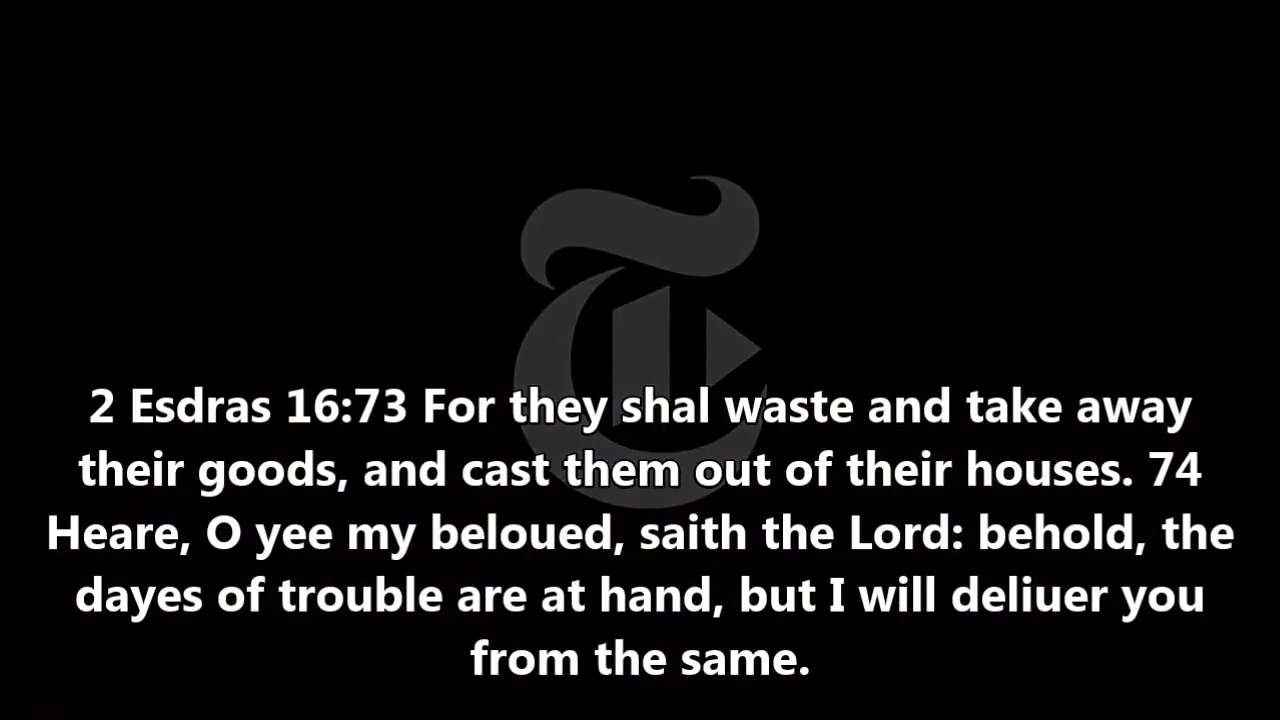 2 Esdras 16:73 For they shal waste and take away
their goods, and cast them out of their houses. 74
Heare, O yee my beloued, saith the Lord: behold, the
dayes of trouble are at hand, but I will deliuer you
from the same.